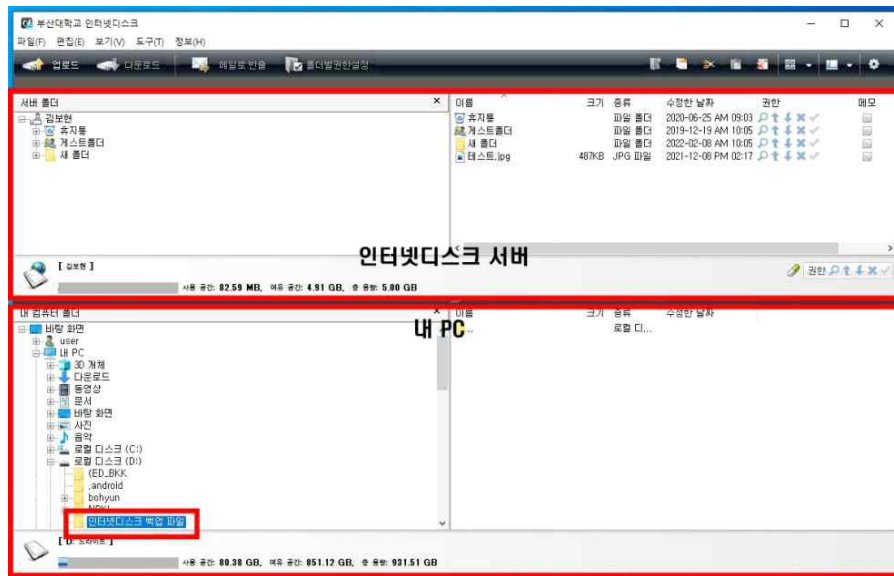 부산대학교 인터넷디스크
파일(F) 편집(E) 보기(V) 도구(T) 정보(H)
업로드 다운로드 메일로 반출 폴더별권한설정
서버 폴더
김보현
휴지통
게스트폴더
새 폴더
이름 크기 종류 수정한 날짜 권한 메모
휴지통 파일 폴더 2020-06-25 AM 09:03
게스트폴더 파일 폴더 2019-12-19 AM 10:05
새 폴더 파일 폴더 2022-02-08 AM 10:05
테스트.jpg 487KB JPG 파일 2021-12-08 PM 02:17
인터넷디스크 서버
[ 김보현 ]
사용 공간: 82.59 MB, 여유 공간: 4.91 GB, 총 용량: 5.00 GB
권한
내 컴퓨터 폴더
내 PC
바탕 화면
user
내 PC
3D 개체
다운로드
동영상
문서
바탕 화면
사진
음악
로컬 디스크 (C:)
로컬 디스크 (D:)
(ED_BKK
.android
bohyun
인터넷디스크 백업 파일
이름 크기 종류 수정한 날짜
로컬 디...
[ D: 드라이브 ]
사용 공간: 80.38 GB, 여유 공간: 851.12 GB, 총 용량: 931.51 GB